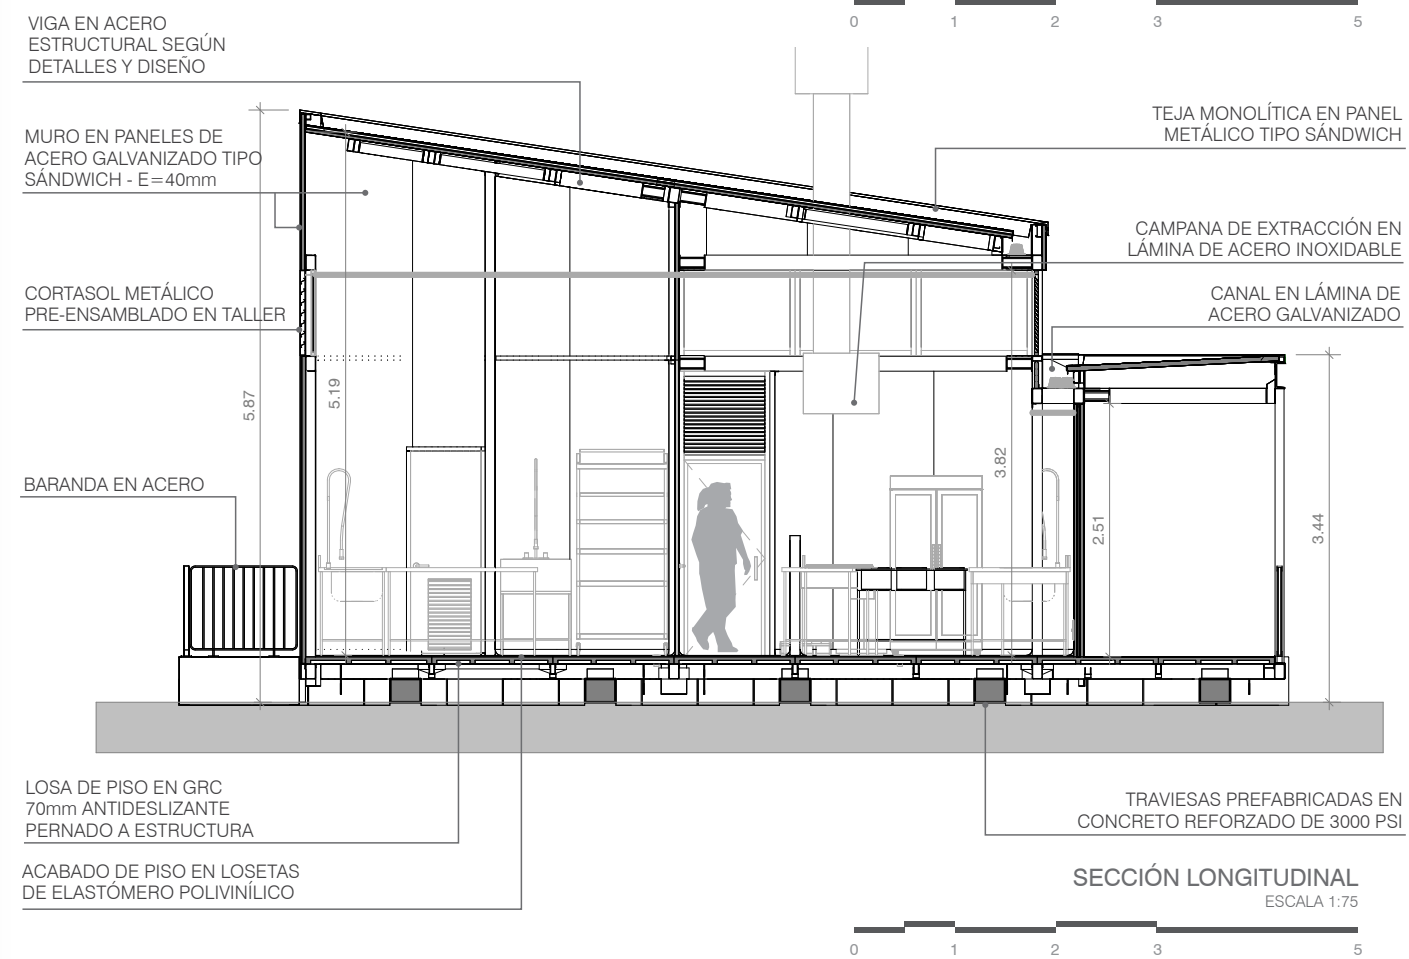 0 1 2 3 5
VIGA EN ACERO
ESTRUCTURAL SEGÚN
DETALLES Y DISEÑO
MURO EN PANELES DE
ACERO GALVANIZADO TIPO
SÁNDWICH - E=40mm
CORTASOL METÁLICO
PRE-ENSAMBLADO EN TALLER
BARANDA EN ACERO
TEJA MONOLÍTICA EN PANEL
METÁLICO TIPO SÁNDWICH
CAMPANA DE EXTRACCIÓN EN
LÁMINA DE ACERO INOXIDABLE
CANAL EN LÁMINA DE
ACERO GALVANIZADO
5.87
5.19
3.82
2.51
3.44
LOSA DE PISO EN GRC
70mm ANTIDESLIZANTE
PERNADO A ESTRUCTURA
ACABADO DE PISO EN LOSETAS
DE ELASTÓMERO POLIVINÍLICO
TRAVIESAS PREFABRICADAS EN
CONCRETO REFORZADO DE 3000 PSI
SECCIÓN LONGITUDINAL
ESCALA 1:75
0 1 2 3 5